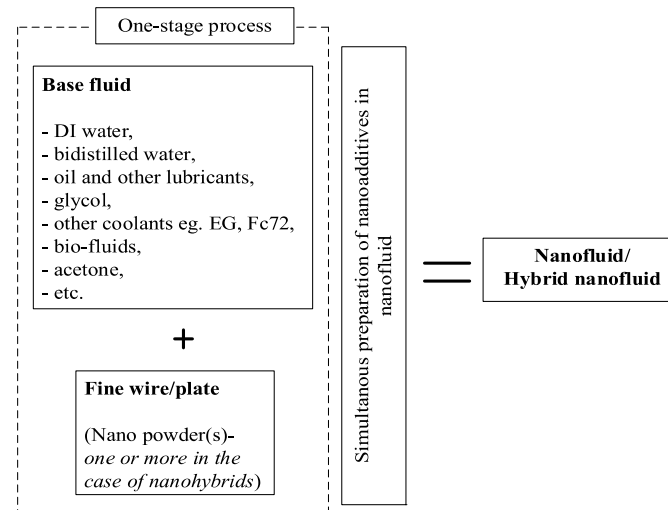 One-stage process
Base fluid
- DI water,
- bidistilled water,
- oil and other lubricants,
- glycol,
- other coolants eg. EG, Fc72,
- bio-fluids,
- acetone,
- etc.
+
Fine wire/plate
(Nano powder(s)-
one or more in the
case of nanohybrids)
Simultanous preparation of nanoadditives in
nanofluid
=
Nanofluid/
Hybrid nanofluid